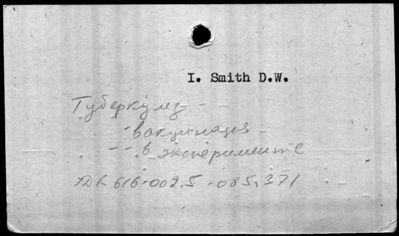 I. Smith D.W.
Туберкулез -
- вакцинация
-- в эксперименте
УДК 616-002.5-085.371